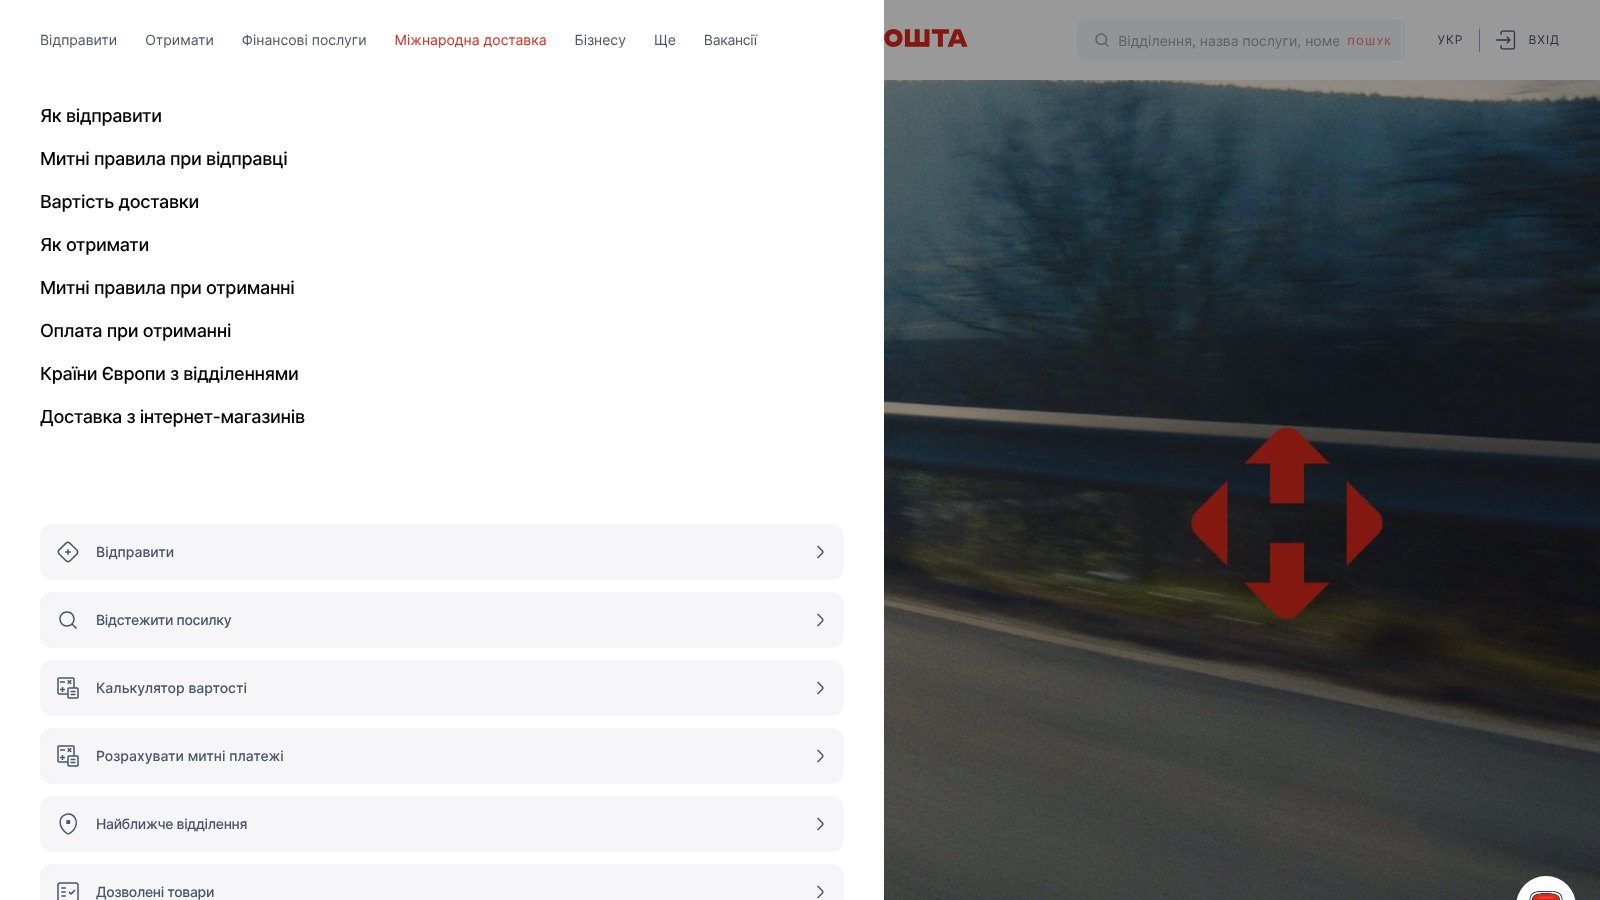 Відправити Отримати Фінансові послуги Міжнародна доставка Бізнесу Ще Вакансії
ОШТА
Відділення, назва послуги, номе ПОШУК
УКР
ВХІД
Як відправити
Митні правила при відправці
Вартість доставки
Як отримати
Митні правила при отриманні
Оплата при отриманні
Країни Європи з відділеннями
Доставка з інтернет-магазинів
Відправити
Відстежити посилку
Калькулятор вартості
Розрахувати митні платежі
Найближче відділення
Дозволені товари